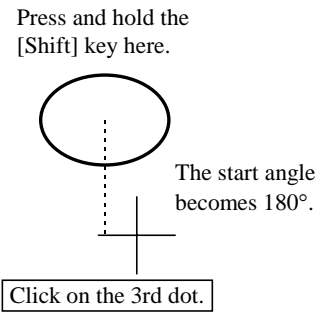 Press and hold the
[Shift] key here.
The start angle
becomes 180°.
Click on the 3rd dot.